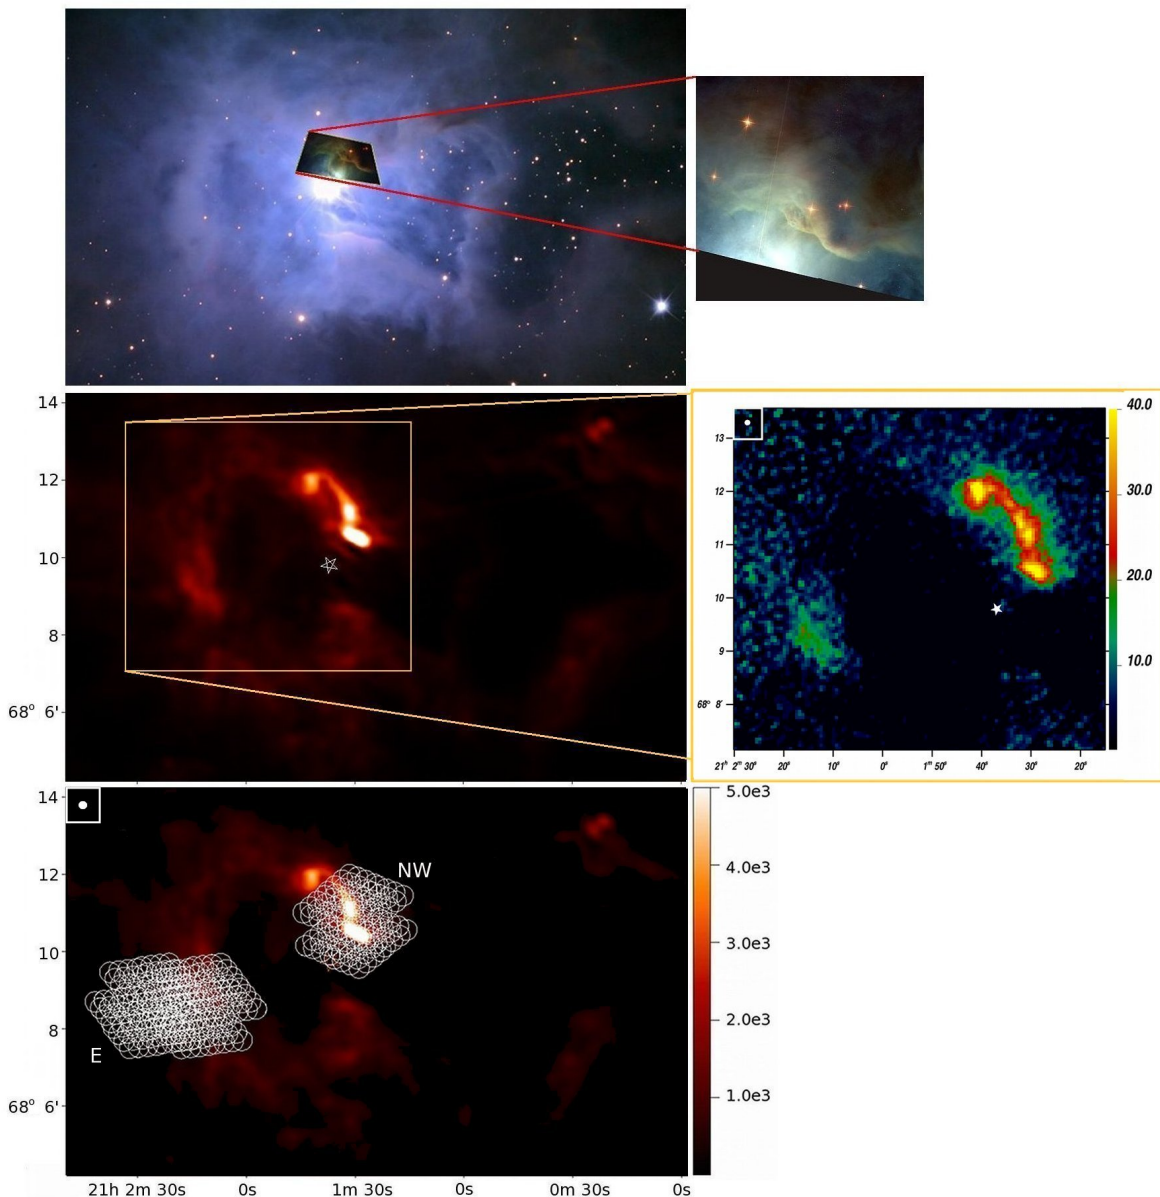 14
12
10
8
68° 6'
13
12
11
10
9
68° 8'
21ʰ 2ᵐ 30ˢ
20ˢ
0ˢ
1ᵐ 50ˢ
40ˢ
30ˢ
20ˢ
40.0
30.0
20.0
10.0
14
12
10
8
68° 6'
NW
E
5.0e3
4.0e3
3.0e3
2.0e3
1.0e3
21h 2m 30s
0s
1m 30s
0s
0m 30s
0s